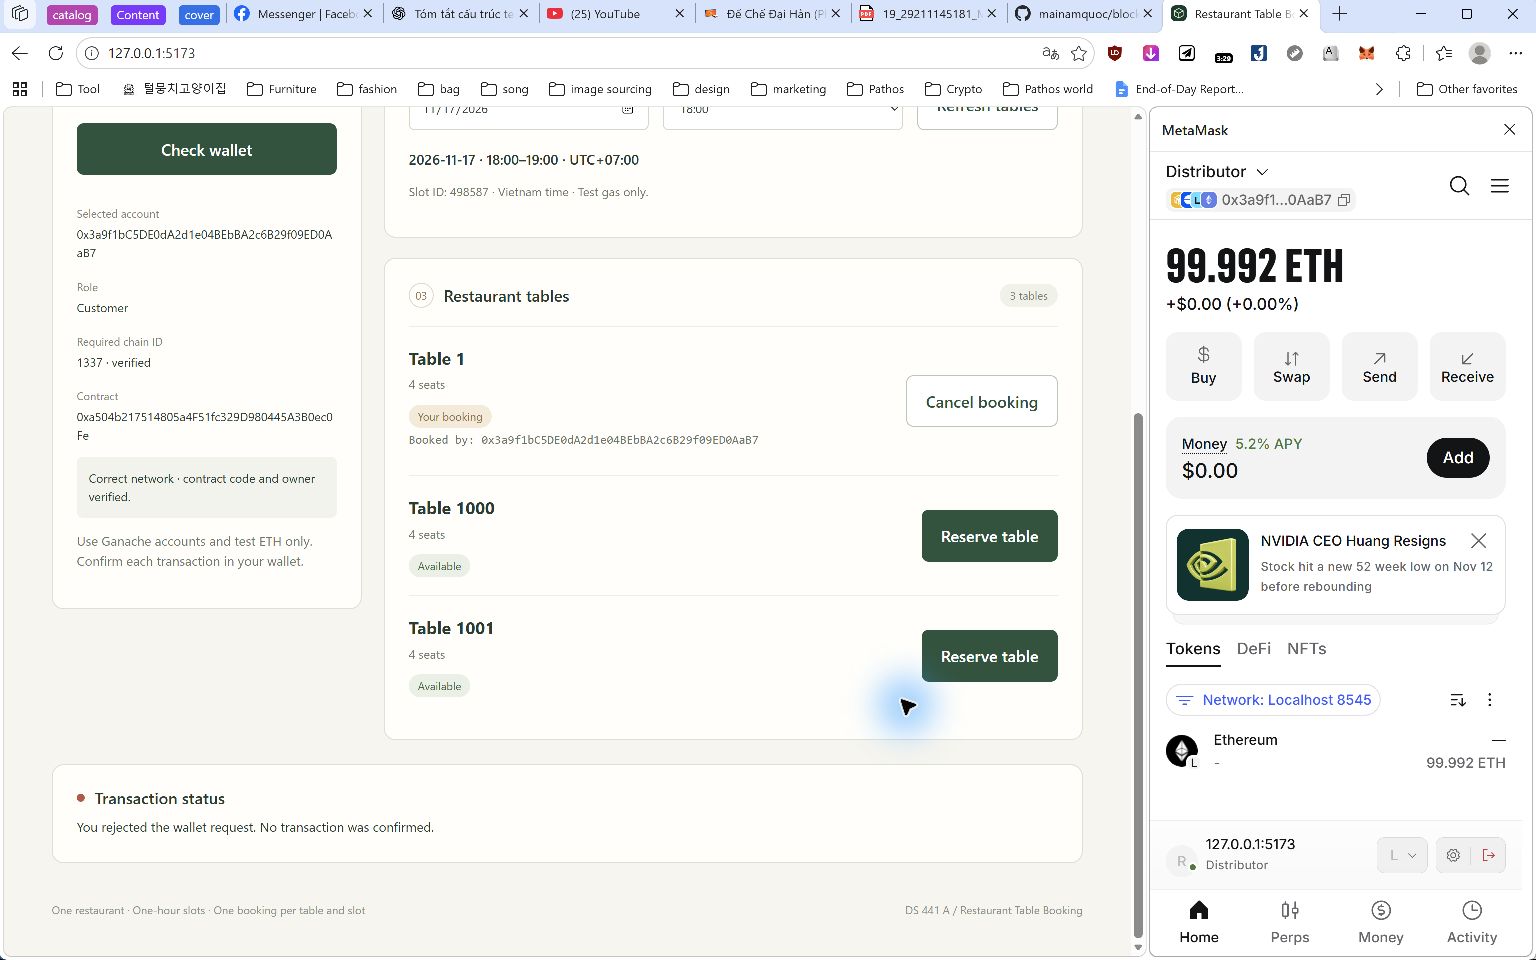 catalog
Content
cover
Messenger | Faceb
Tóm tắt cấu trúc te
(25) YouTube
Đế Chế Đại Hàn (P
19_29211145181_N
mainamquoc/block
Restaurant Table B
127.0.0.1:5173
3:29
Tool
털뭉치고양이집
Furniture
fashion
bag
song
image sourcing
design
marketing
Pathos
Crypto
Pathos world
End-of-Day Report...
Other favorites
11/17/2026
18:00
Refresh tables
Check wallet
2026-11-17 · 18:00–19:00 · UTC+07:00
Slot ID: 498587 · Vietnam time · Test gas only.
Selected account
0x3a9f1bC5DE0dA2d1e04BEbBA2c6B29f09ED0A
aB7
Role
Customer
Required chain ID
1337 · verified
Contract
0xa504b217514805a4F51fc329D980445A3B0ec0
Fe
Correct network · contract code and owner
verified.
Use Ganache accounts and test ETH only.
Confirm each transaction in your wallet.
03 Restaurant tables
3 tables
Table 1
4 seats
Your booking
Booked by: 0x3a9f1bC5DE0dA2d1e04BEbBA2c6B29f09ED0AaB7
Cancel booking
Table 1000
4 seats
Available
Reserve table
Table 1001
4 seats
Available
Reserve table
Transaction status
You rejected the wallet request. No transaction was confirmed.
One restaurant · One-hour slots · One booking per table and slot
DS 441 A / Restaurant Table Booking
MetaMask
Distributor
0x3a9f1...0AaB7
99.992 ETH
+$0.00 (+0.00%)
Buy
Swap
Send
Receive
Money 5.2% APY
$0.00
Add
NVIDIA CEO Huang Resigns
Stock hit a new 52 week low on Nov 12
before rebounding
Tokens
DeFi
NFTs
Network: Localhost 8545
Ethereum
—
L
-
99.992 ETH
R
127.0.0.1:5173
Distributor
L
Home
Perps
Money
Activity